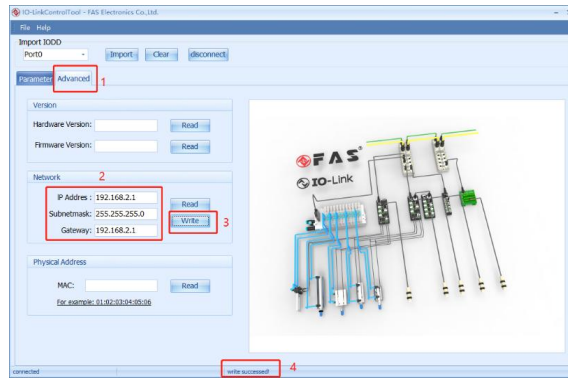 IO-LinkControlTool - FAS Electronics Co.,Ltd.
File Help
Import IODD
Port0 Import Clear disconnect
Parameter Advanced 1
Version
Hardware Version: Read
Firmware Version: Read
Network
2
IP Addres : 192.168.2.1 Read
Subnetmask: 255.255.255.0 Write 3
Gateway: 192.168.2.1
Physical Address
MAC: Read
For example: 01:02:03:04:05:06
FAS
IO-Link
connected write successed! 4